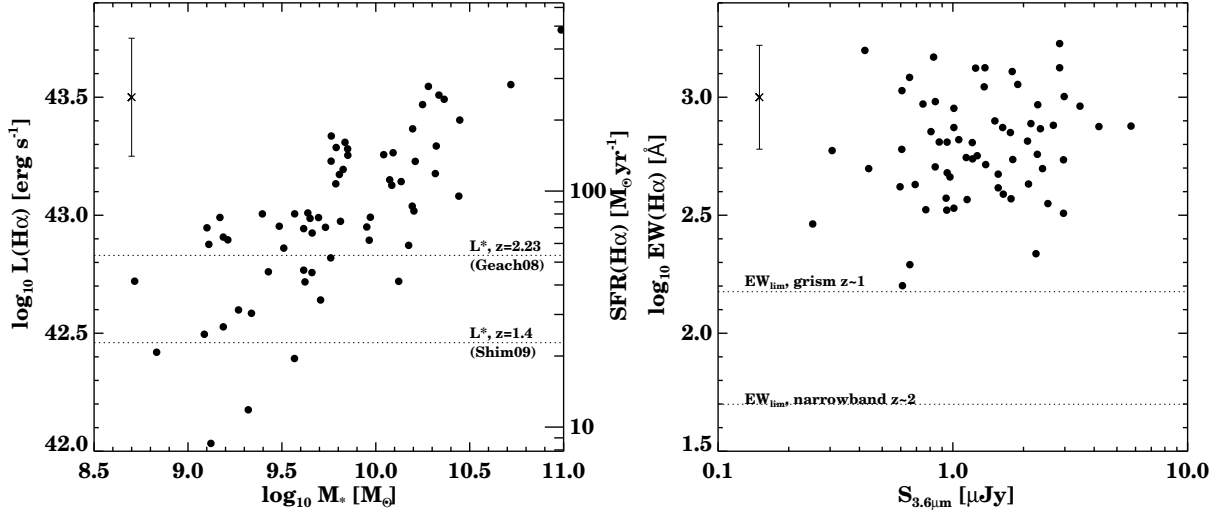 43.5
43.0
42.5
42.0
log₁₀ L(Hα) [erg s⁻¹]
L*, z=2.23
(Geach08)
L*, z=1.4
(Shim09)
100
10
SFR(Hα) [M☉yr⁻¹]
8.5 9.0 9.5 10.0 10.5 11.0
log₁₀ M* [M☉]
3.0
2.5
2.0
1.5
log₁₀ EW(Hα) [Å]
EWlim, grism z~1
EWlim, narrowband z~2
0.1 1.0 10.0
S3.6μm [μJy]